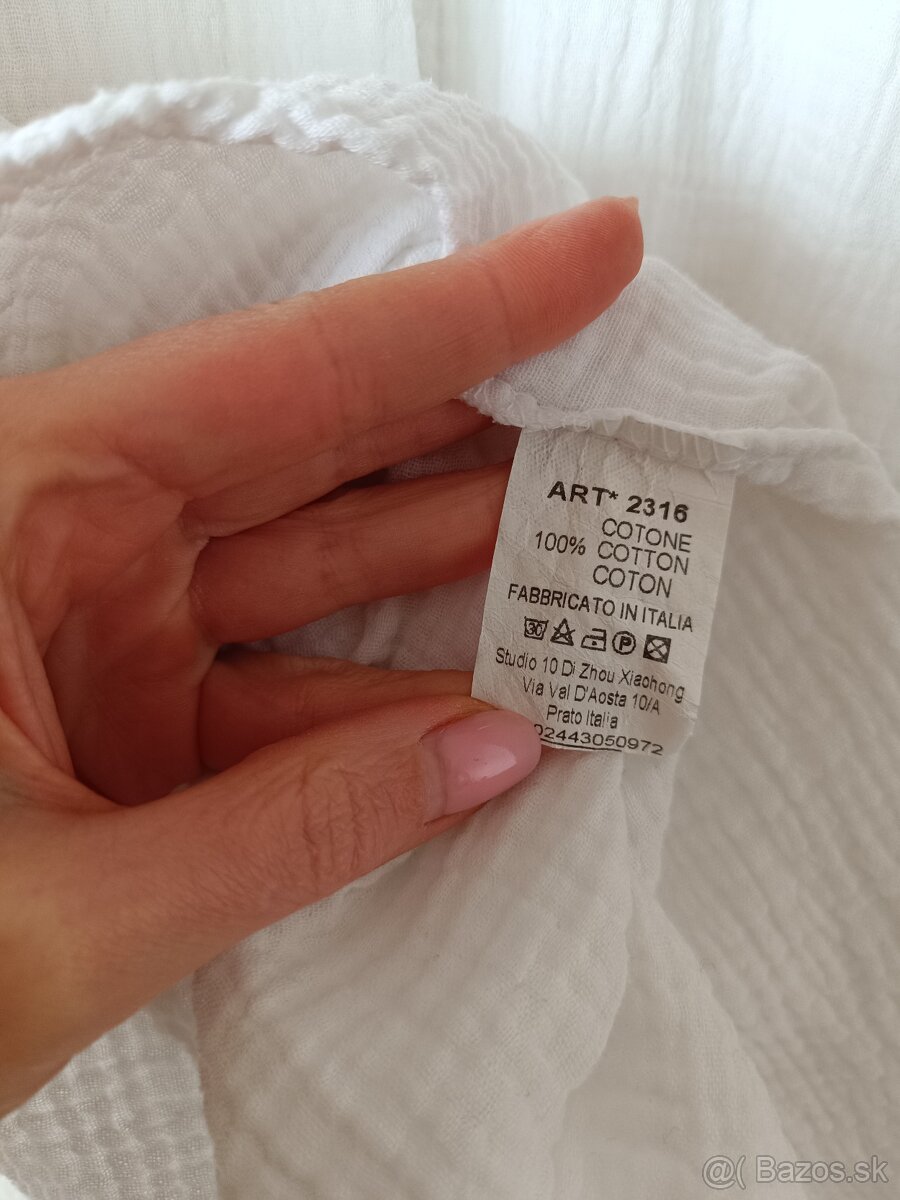 ART* 2316
COTONE
100% COTTON
COTON
FABBRICATO IN ITALIA
30 P
Studio 10 Di Zhou Xiaohong
Via Val D'Aosta 10/A
Prato Italia
02443050972
@( Bazos.sk